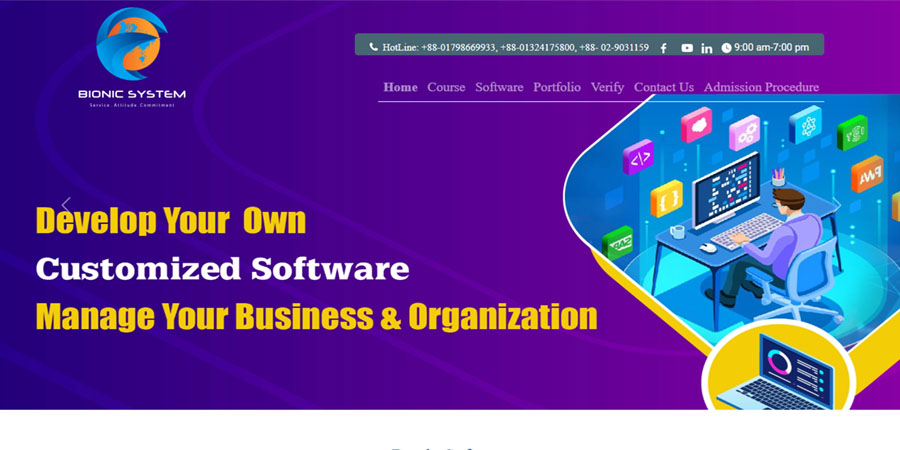 HotLine: +88-01798669933, +88-01324175800, +88- 02-9031159
9:00 am-7:00 pm
BIONIC SYSTEM
Service. Attitude. Commitment
Home Course Software Portfolio Verify Contact Us Admission Procedure
Develop Your Own
Customized Software
Manage Your Business & Organization